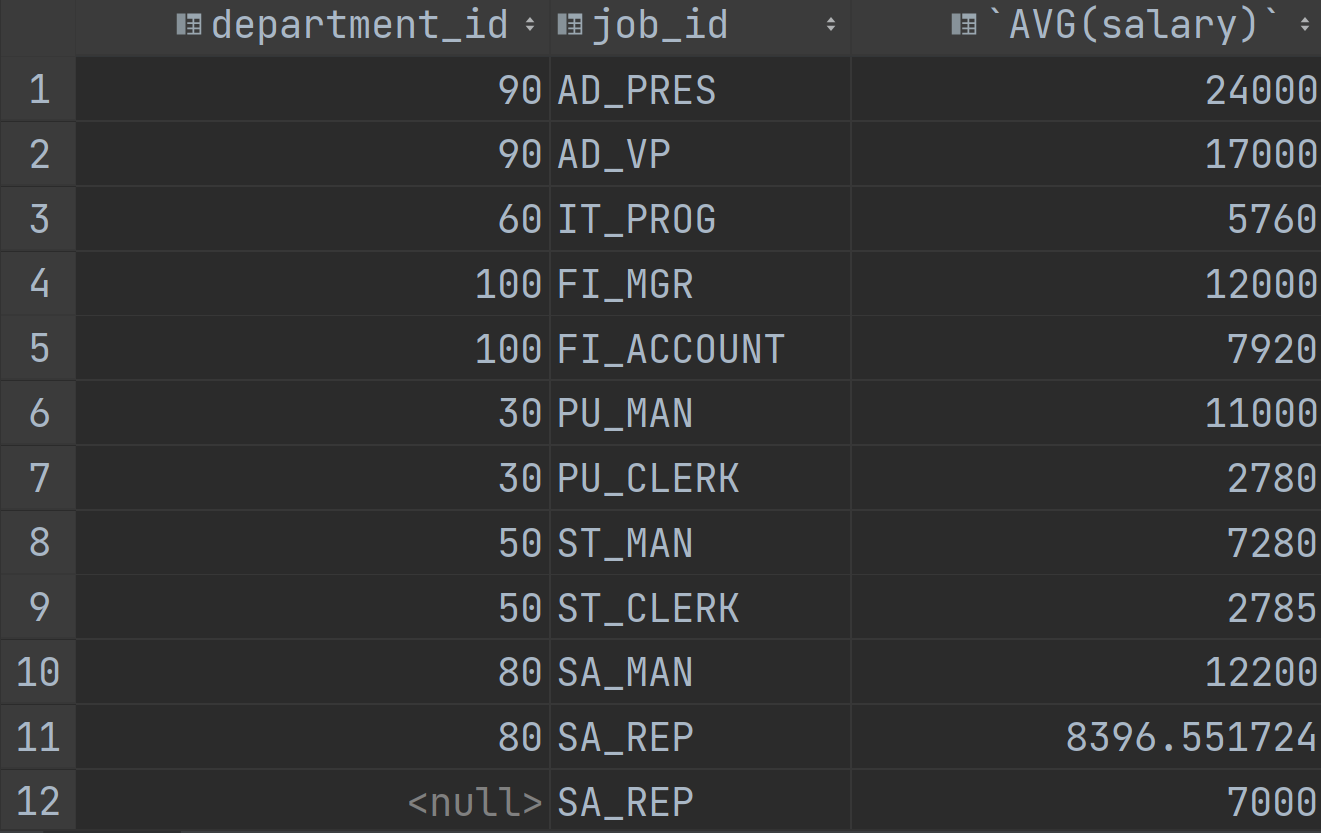 department_id job_id `AVG(salary)`
1 90 AD_PRES 24000
2 90 AD_VP 17000
3 60 IT_PROG 5760
4 100 FI_MGR 12000
5 100 FI_ACCOUNT 7920
6 30 PU_MAN 11000
7 30 PU_CLERK 2780
8 50 ST_MAN 7280
9 50 ST_CLERK 2785
10 80 SA_MAN 12200
11 80 SA_REP 8396.551724
12 <null> SA_REP 7000